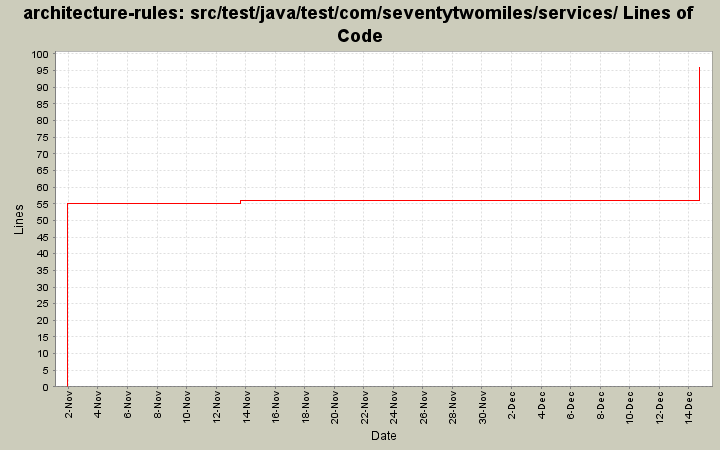 architecture-rules: src/test/java/test/com/seventytwomiles/services/ Lines of
Code
100
95
90
85
80
75
70
65
60
55
50
45
40
35
30
25
20
15
10
5
0
Lines
2-Nov
4-Nov
6-Nov
8-Nov
10-Nov
12-Nov
14-Nov
16-Nov
18-Nov
20-Nov
22-Nov
24-Nov
26-Nov
28-Nov
30-Nov
2-Dec
4-Dec
6-Dec
8-Dec
10-Dec
12-Dec
14-Dec
Date